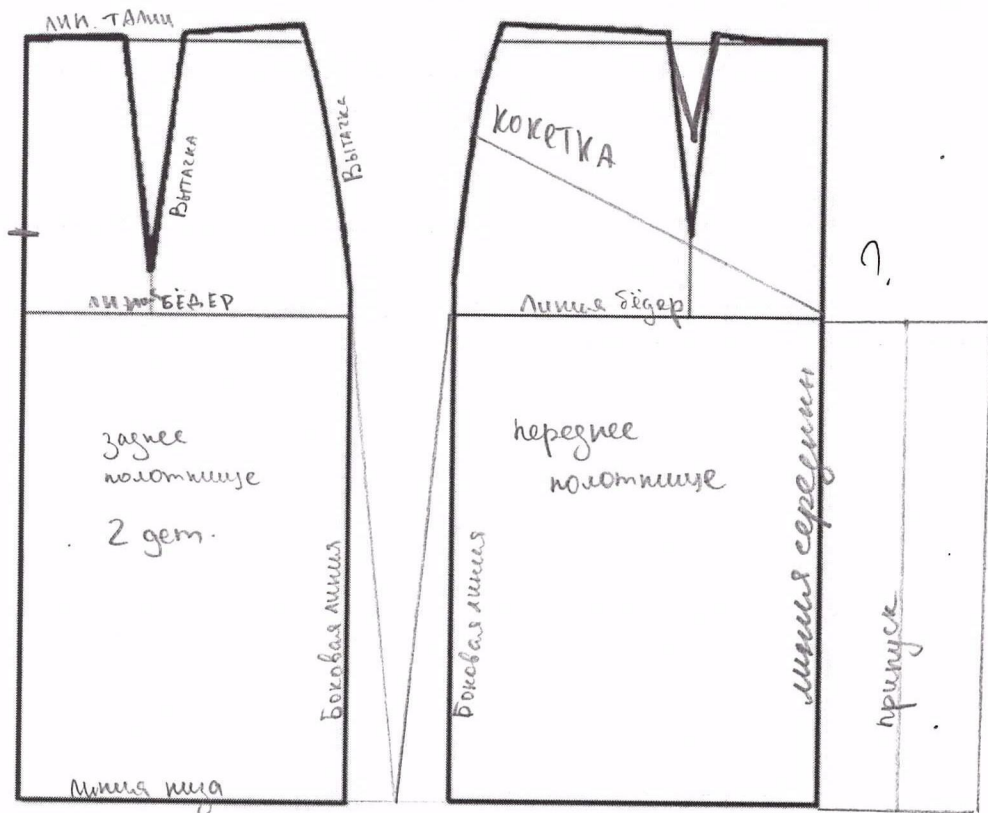 ЛИН. ТАЛИИ
ВЫТАЧКА
ВЫТАЧКА
КОКЕТКА
ЛИНИЯ БЁДЕР
Линия бёдер
?
заднее
полотнище
2 дет.
переднее
полотнище
Боковая линия
Боковая линия
линия середины
припуск
Линия низа